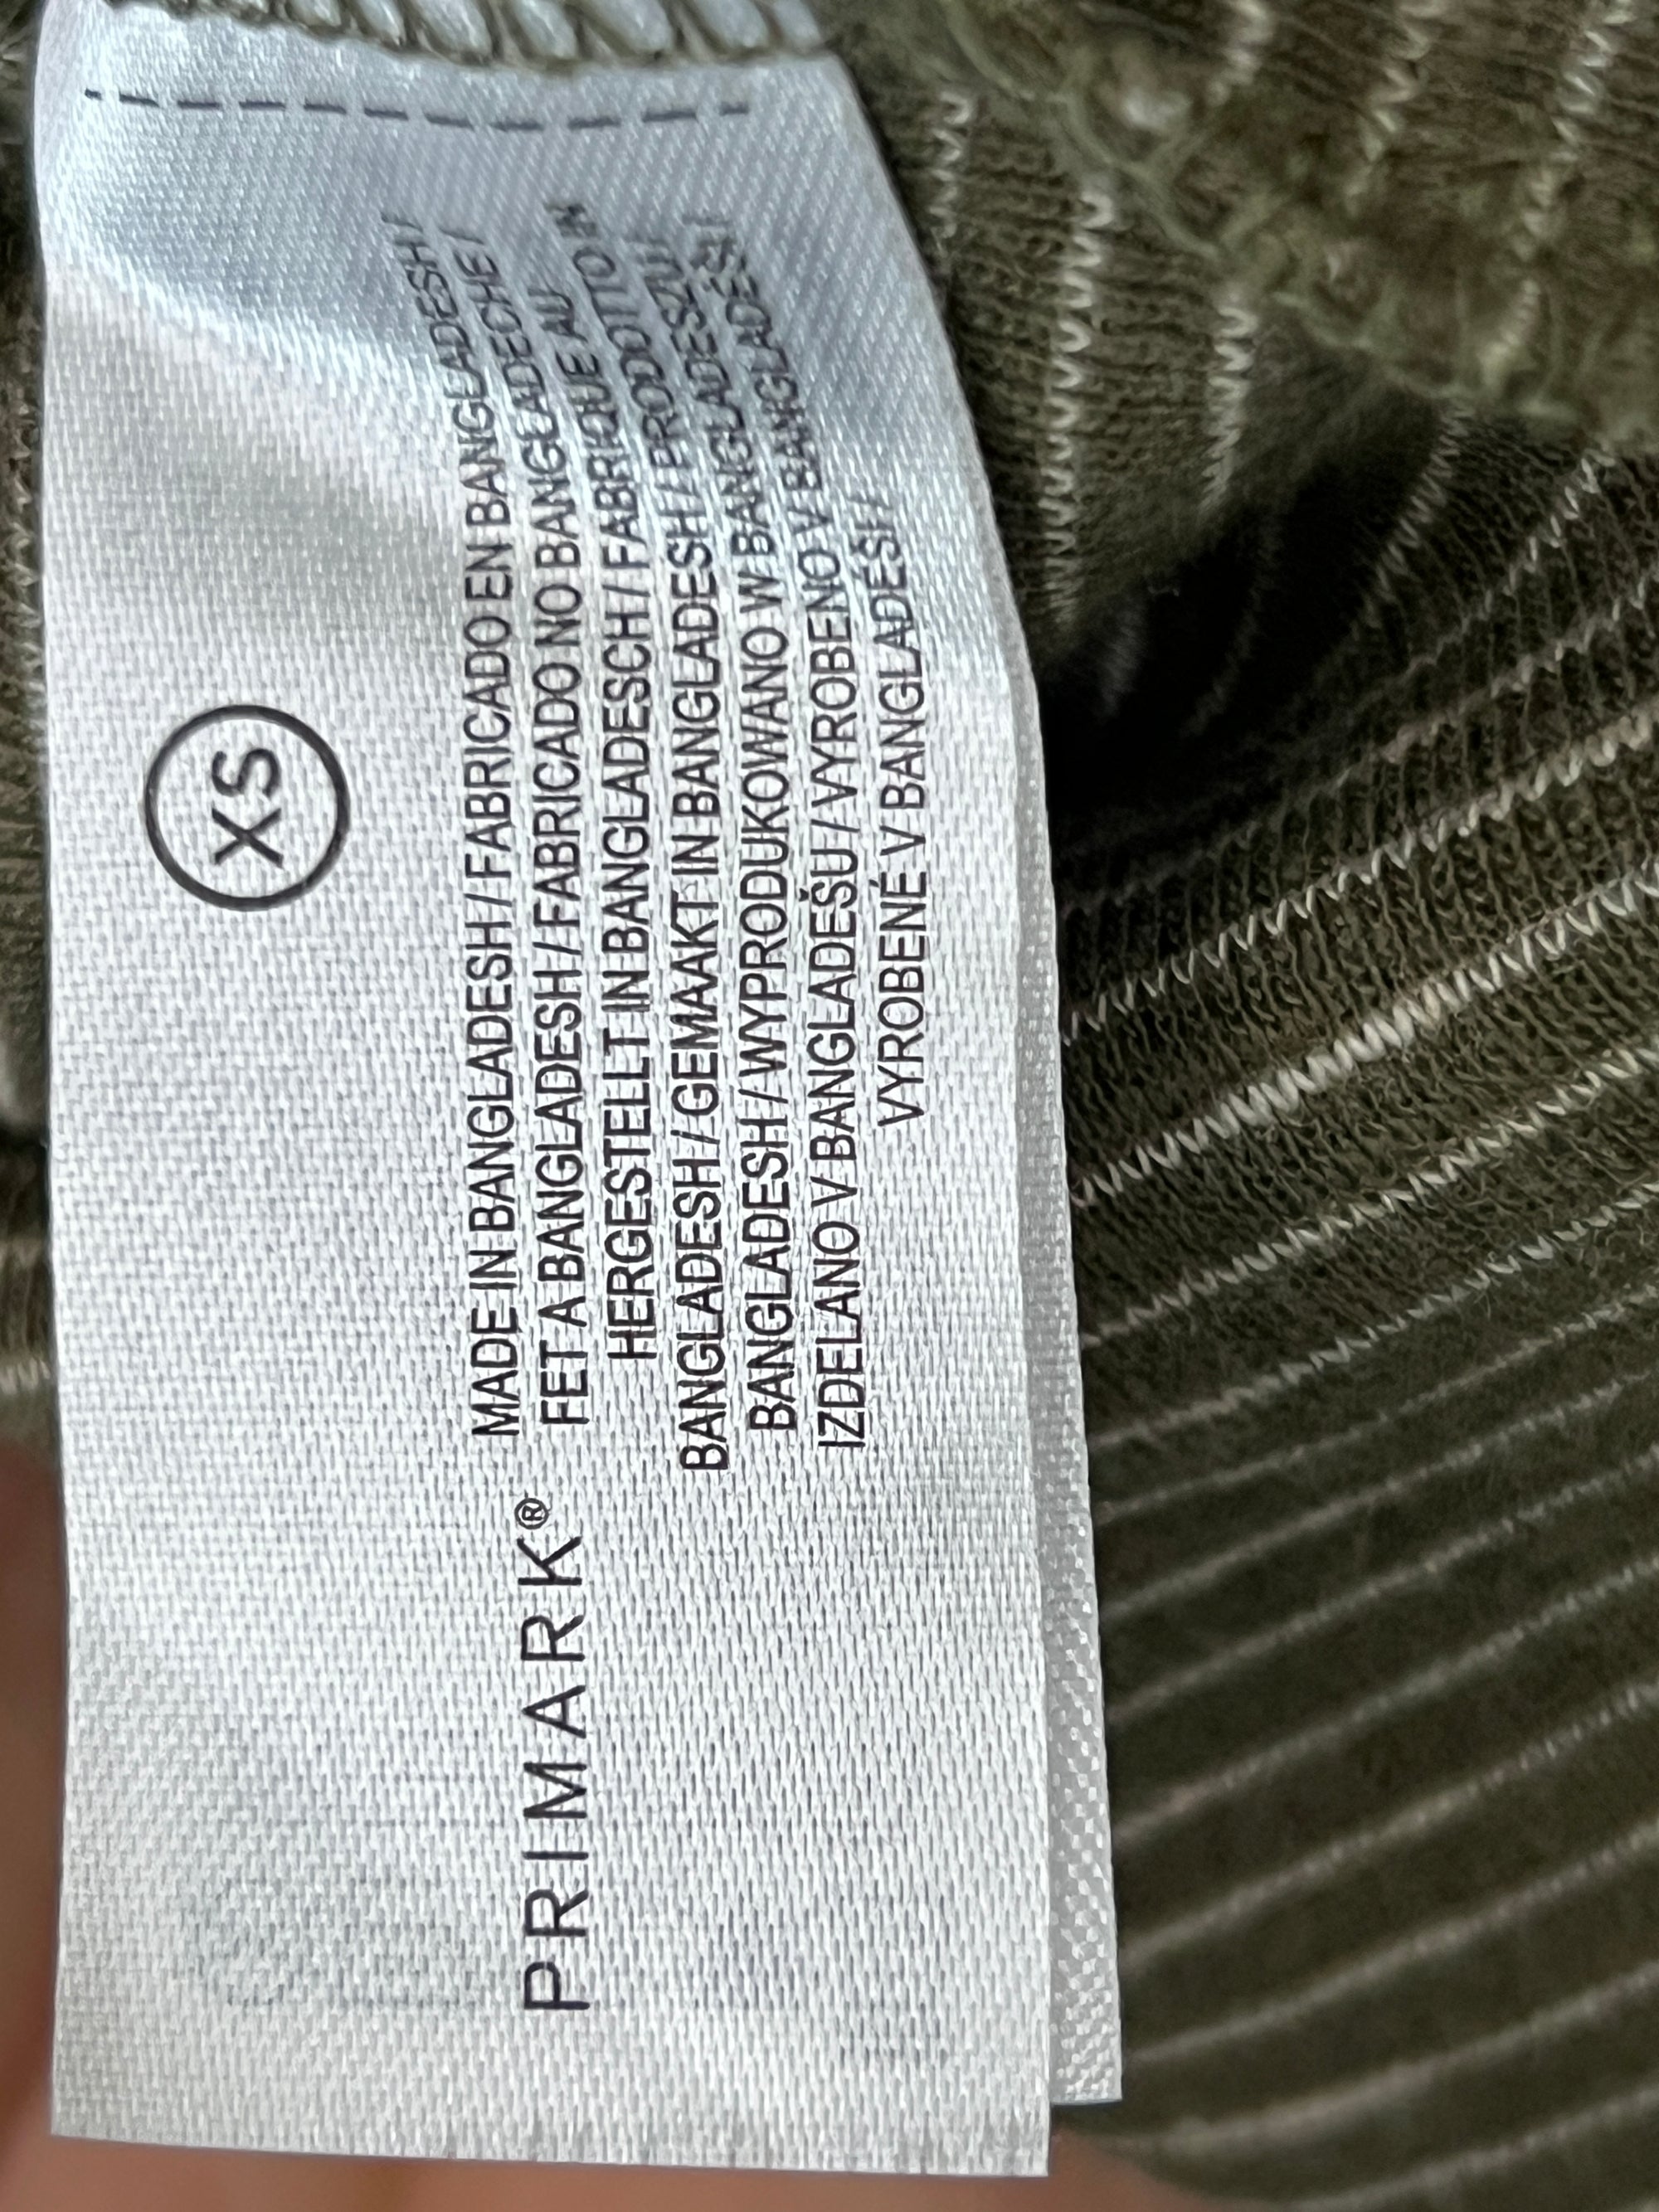 XS
MADE IN BANGLADESH / FABRICADO EN BANGLADESH /
FET A BANGLADESH / FABRICADO NO BANGLADECHE /
HERGESTELLT IN BANGLADESCH / FABRIQUÉ AU
BANGLADESH / GEMAAKT IN BANGLADESH / PRODOTTO IN
BANGLADESH / WYPRODUKOWANO W BANGLADESZU /
IZDELANO V BANGLADEŠU / VYROBENO V BANGLADÉŠI /
VYROBENÉ V BANGLADÉŠI /
PRIMARK®